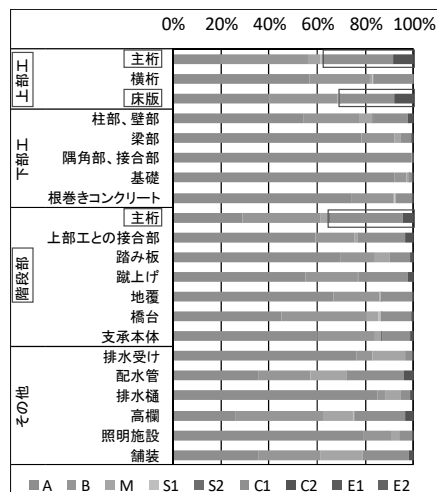 0% 20% 40% 60% 80% 100%
上部工
主桁
横桁
床版
下部工
柱部、壁部
梁部
隅角部、接合部
基礎
根巻きコンクリート
階段部
主桁
上部工との接合部
踏み板
蹴上げ
地覆
橋台
支承本体
その他
排水受け
配水管
排水樋
高欄
照明施設
舗装
A B M S1 S2 C1 C2 E1 E2